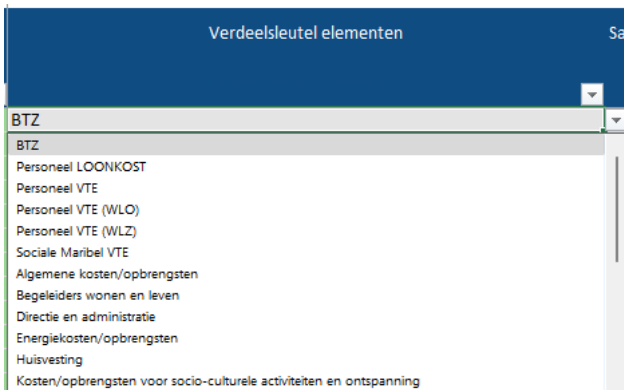 Verdeelsleutel elementen
Sa
BTZ
BTZ
Personeel LOONKOST
Personeel VTE
Personeel VTE (WLO)
Personeel VTE (WLZ)
Sociale Maribel VTE
Algemene kosten/opbrengsten
Begeleiders wonen en leven
Directie en administratie
Energiekosten/opbrengsten
Huisvesting
Kosten/opbrengsten voor socio-culturele activiteiten en ontspanning